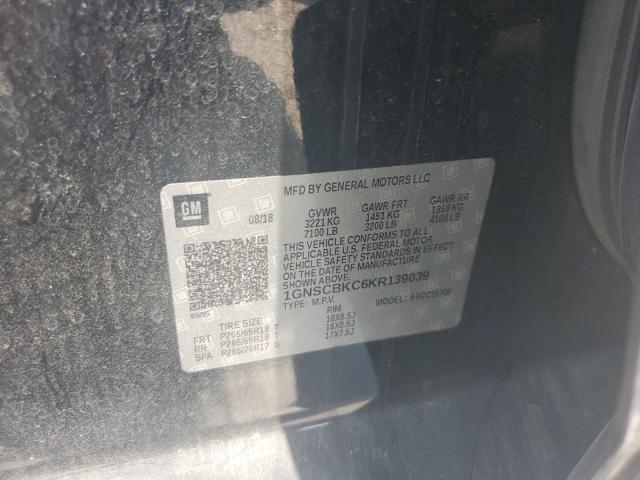 GM
MFD BY GENERAL MOTORS LLC
08/18
GVWR GAWR FRT GAWR RR
3221 KG 1451 KG 1860 KG
7100 LB 3200 LB 4100 LB
THIS VEHICLE CONFORMS TO ALL
APPLICABLE U.S. FEDERAL MOTOR
VEHICLE SAFETY STANDARDS IN EFFECT
ON THE DATE OF MANUFACTURE
SHOWN ABOVE.
1GNSCBKC6KR139039
TYPE: M.P.V. MODEL:
TIRE SIZE RIM
FRT P265/65R18 T 18X8.5J
RR P265/65R18 T 18X8.5J
SPA P265/70R17 S 17X7.5J